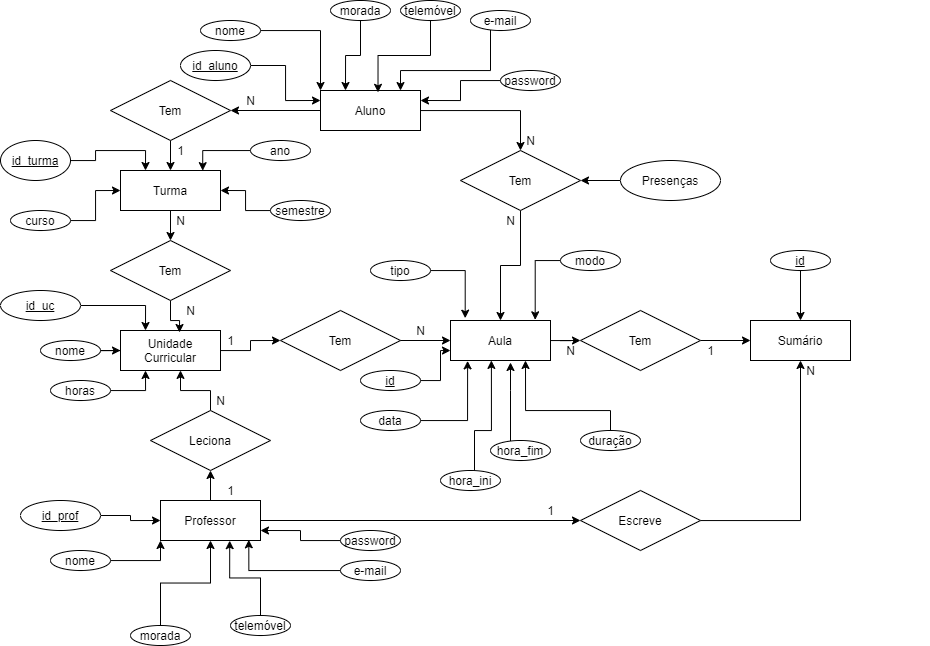 morada
telemóvel
e-mail
nome
id_aluno
password
N
Aluno
Tem
1
N
id_turma
ano
Tem
Presenças
Turma
curso
semestre
N
N
Tem
tipo
modo
id
id_uc
N
nome
Unidade
Curricular
1
Tem
N
Aula
N
Tem
1
Sumário
horas
id
N
N
data
Leciona
hora_fim
duração
hora_ini
1
id_prof
Professor
1
Escreve
nome
password
e-mail
morada
telemóvel